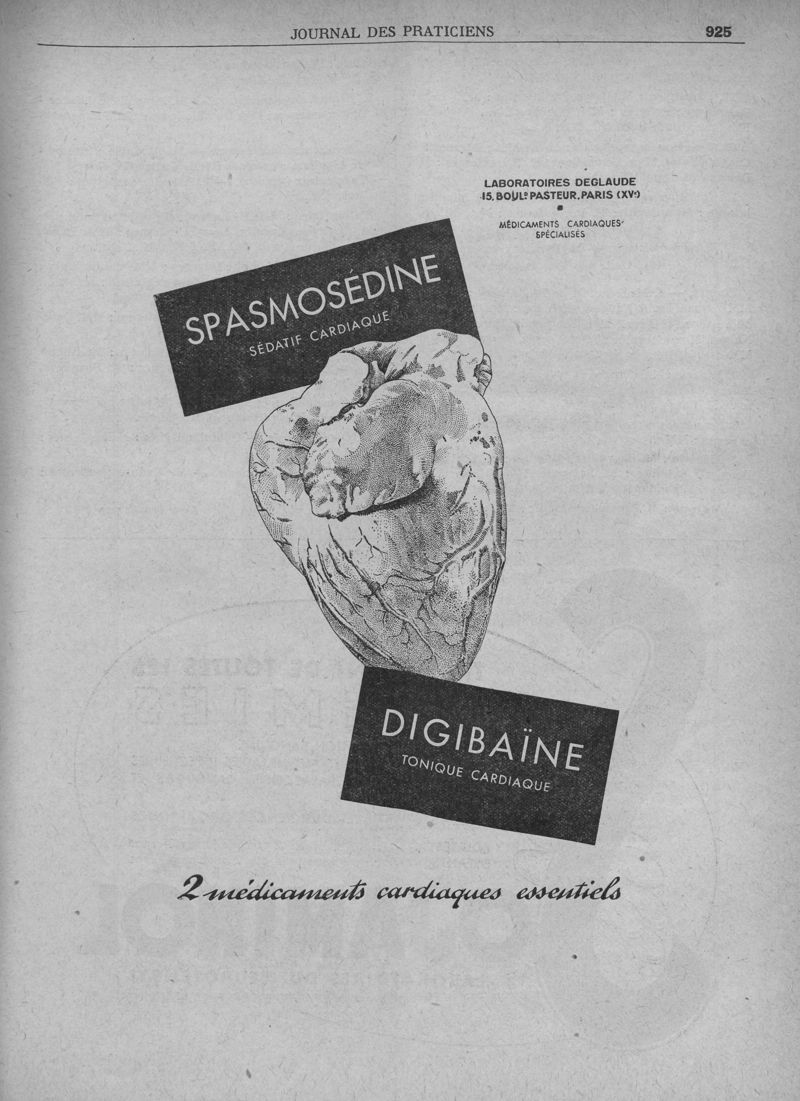 JOURNAL DES PRATICIENS 925
LABORATOIRES DEGLAUDE
15, BOULD PASTEUR, PARIS (XVe)
MÉDICAMENTS CARDIAQUES
SPÉCIALISÉS
SPASMOSÉDINE
SÉDATIF CARDIAQUE
DIGIBAÏNE
TONIQUE CARDIAQUE
2 médicaments cardiaques essentiels